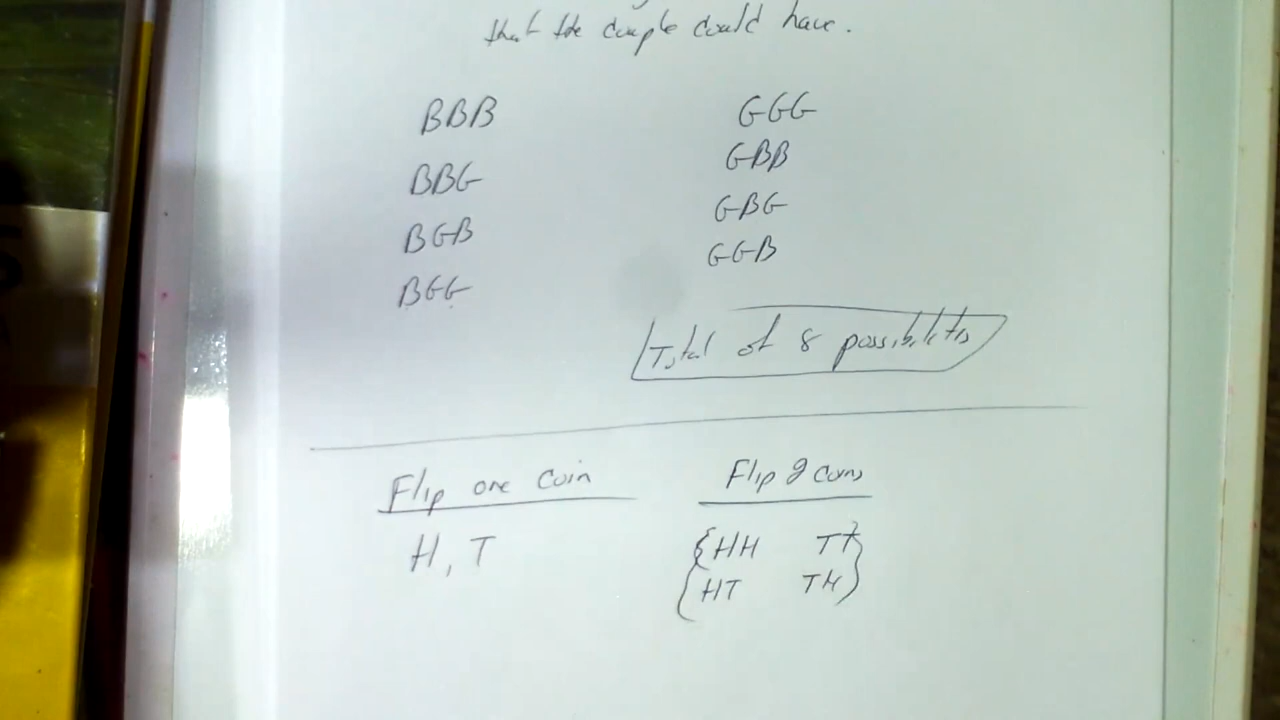 that the couple could have.
BBB GGG
BBG GBB
BGB GBG
BGG GGB
Total of 8 possibilities
Flip one coin Flip 2 coins
H, T {HH TT}
HT TH